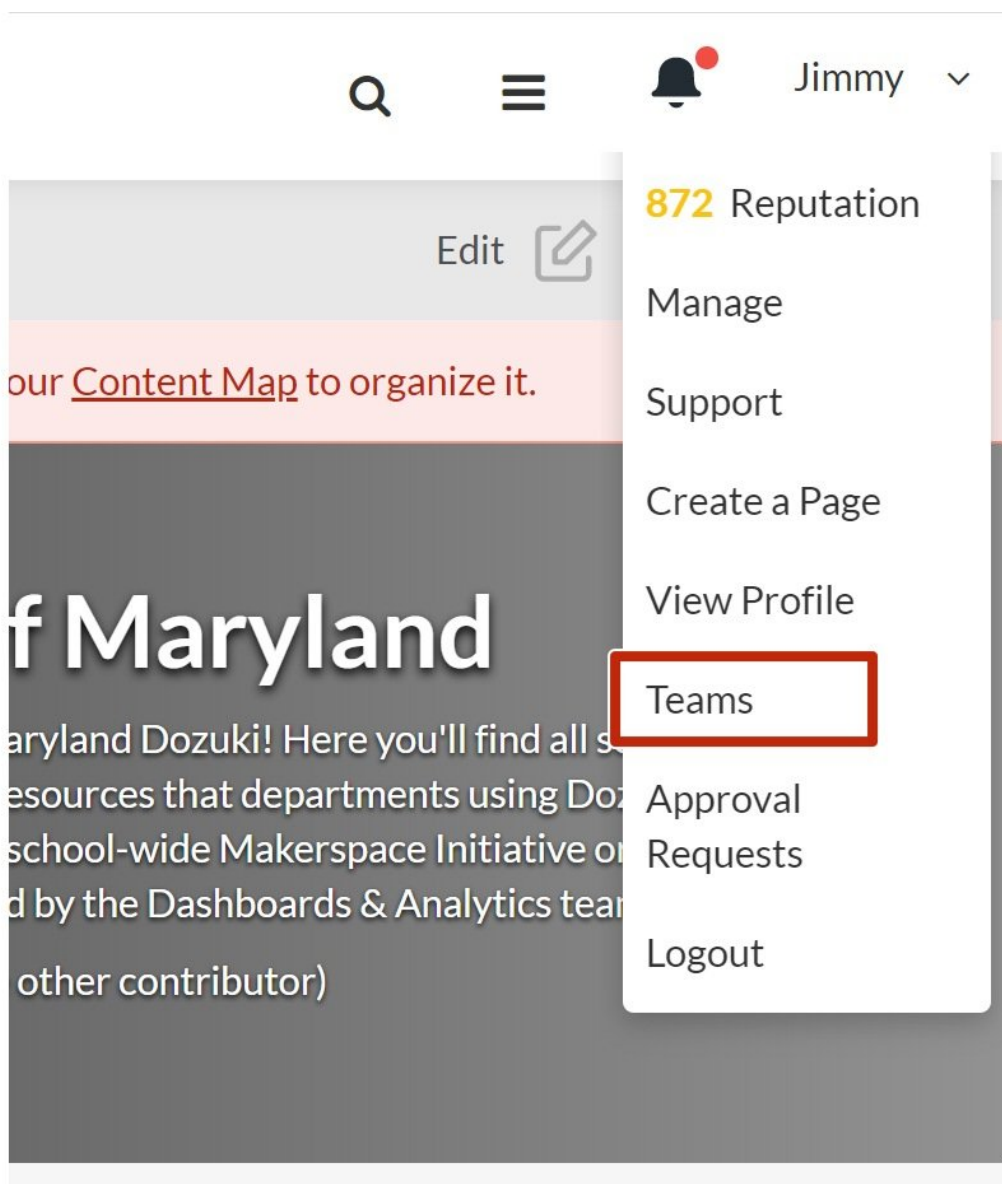 Jimmy
872 Reputation
Edit
Manage
our Content Map to organize it.
Support
Create a Page
View Profile
f Maryland
Teams
aryland Dozuki! Here you'll find all s
esources that departments using Doz
school-wide Makerspace Initiative or
d by the Dashboards & Analytics tear
other contributor)
Approval
Requests
Logout